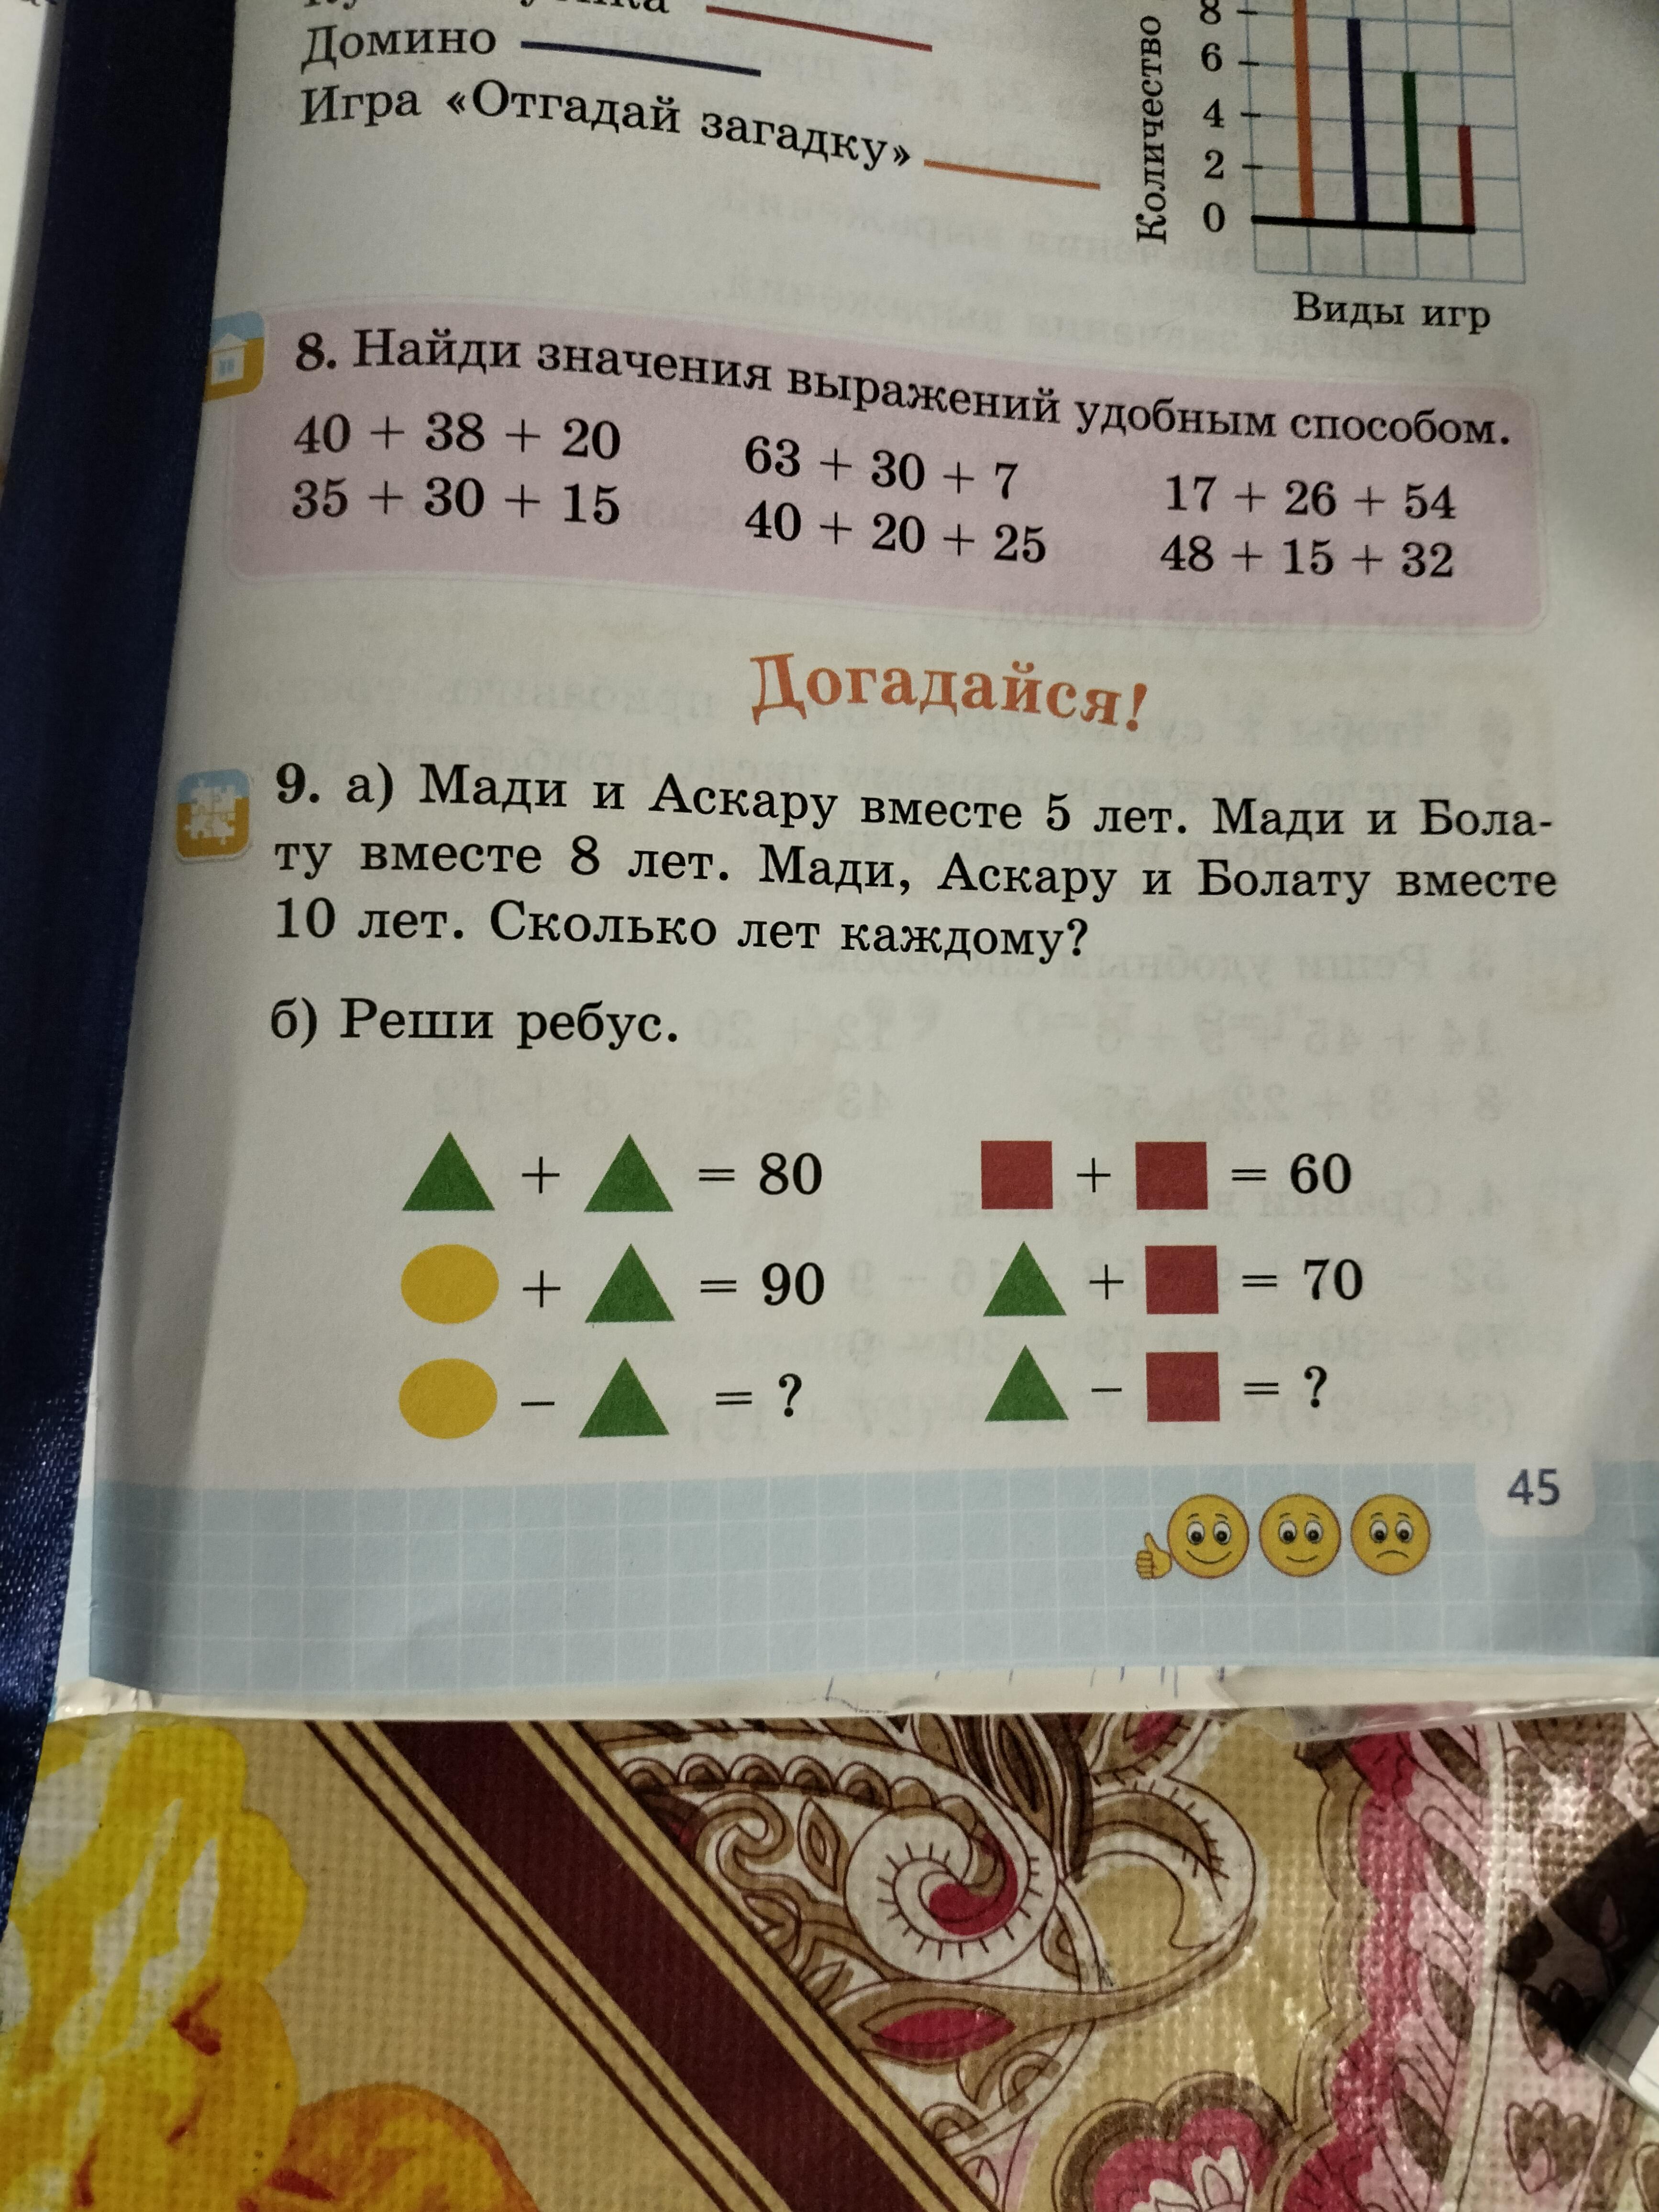 Домино
Игра «Отгадай загадку»
Количество
8
6
4
2
0
Виды игр
8. Найди значения выражений удобным способом.
40 + 38 + 20 63 + 30 + 7 17 + 26 + 54
35 + 30 + 15 40 + 20 + 25 48 + 15 + 32
Догадайся!
9. а) Мади и Аскару вместе 5 лет. Мади и Бола-
ту вместе 8 лет. Мади, Аскару и Болату вместе
10 лет. Сколько лет каждому?
б) Реши ребус.
+ = 80 + = 60
+ = 90 + = 70
− = ? − = ?
45